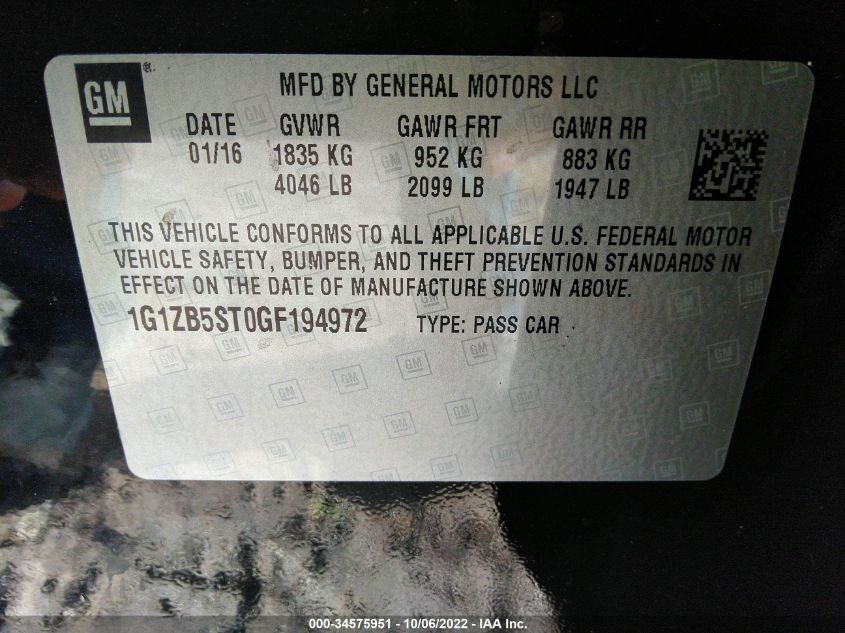 GM
MFD BY GENERAL MOTORS LLC
DATE GVWR GAWR FRT GAWR RR
01/16 1835 KG 952 KG 883 KG
4046 LB 2099 LB 1947 LB
THIS VEHICLE CONFORMS TO ALL APPLICABLE U.S. FEDERAL MOTOR
VEHICLE SAFETY, BUMPER, AND THEFT PREVENTION STANDARDS IN
EFFECT ON THE DATE OF MANUFACTURE SHOWN ABOVE.
1G1ZB5ST0GF194972 TYPE: PASS CAR
000-34575951 - 10/06/2022 - IAA Inc.